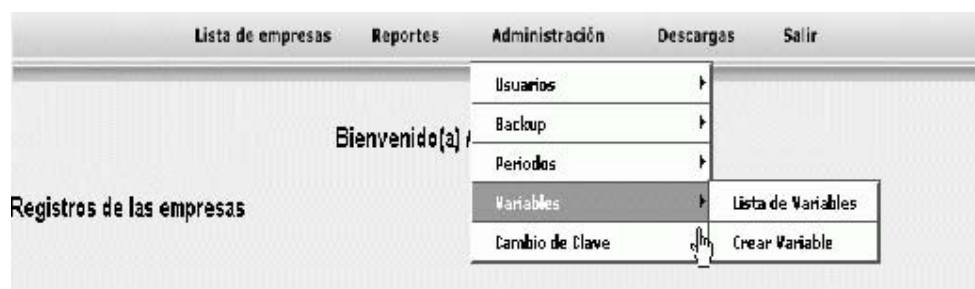 Lista de empresas Reportes Administración Descargas Salir
Usuarios
Backup
Bienvenido(a)
Periodos
Variables Lista de Variables
Registros de las empresas
Cambio de Clave Crear Variable